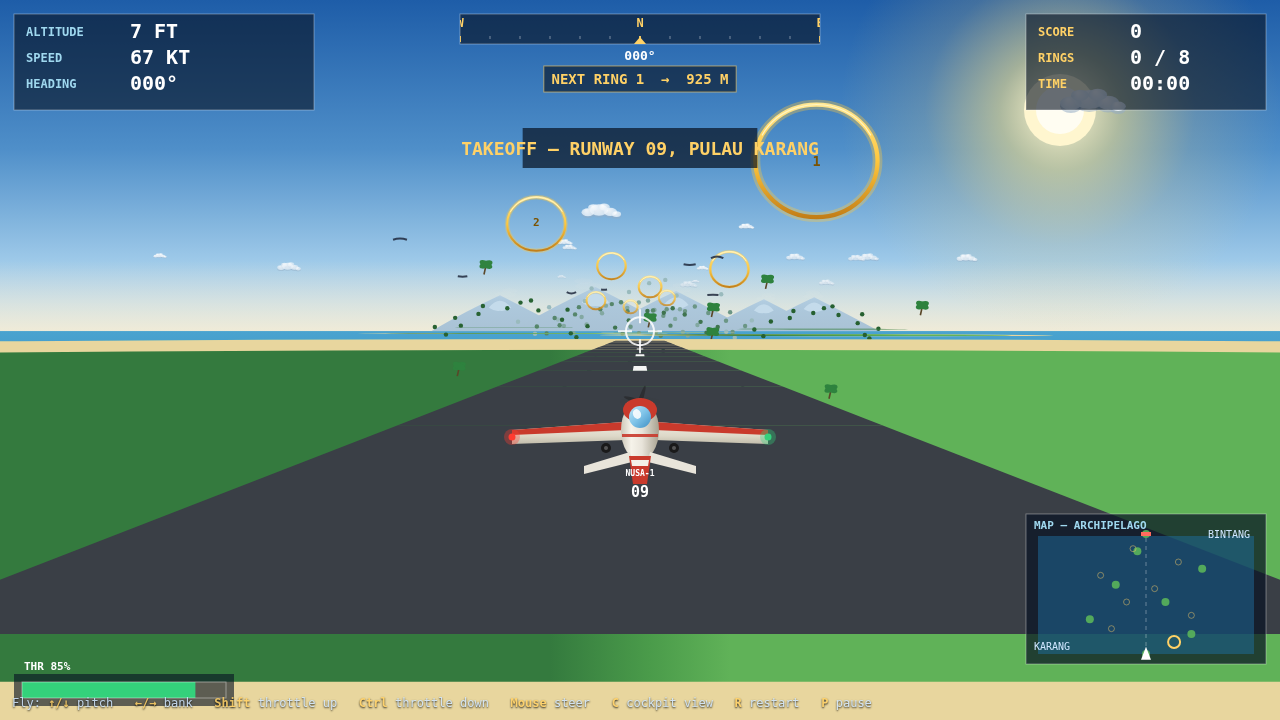 ALTITUDE 7 FT
SPEED 67 KT
HEADING 000°
W N E
000°
NEXT RING 1 → 925 M
SCORE 0
RINGS 0 / 8
TIME 00:00
TAKEOFF — RUNWAY 09, PULAU KARANG
1
2
NUSA-1
09
MAP — ARCHIPELAGO
BINTANG
KARANG
THR 85%
Fly: ↑/↓ pitch ←/→ bank Shift throttle up Ctrl throttle down Mouse steer C cockpit view R restart P pause